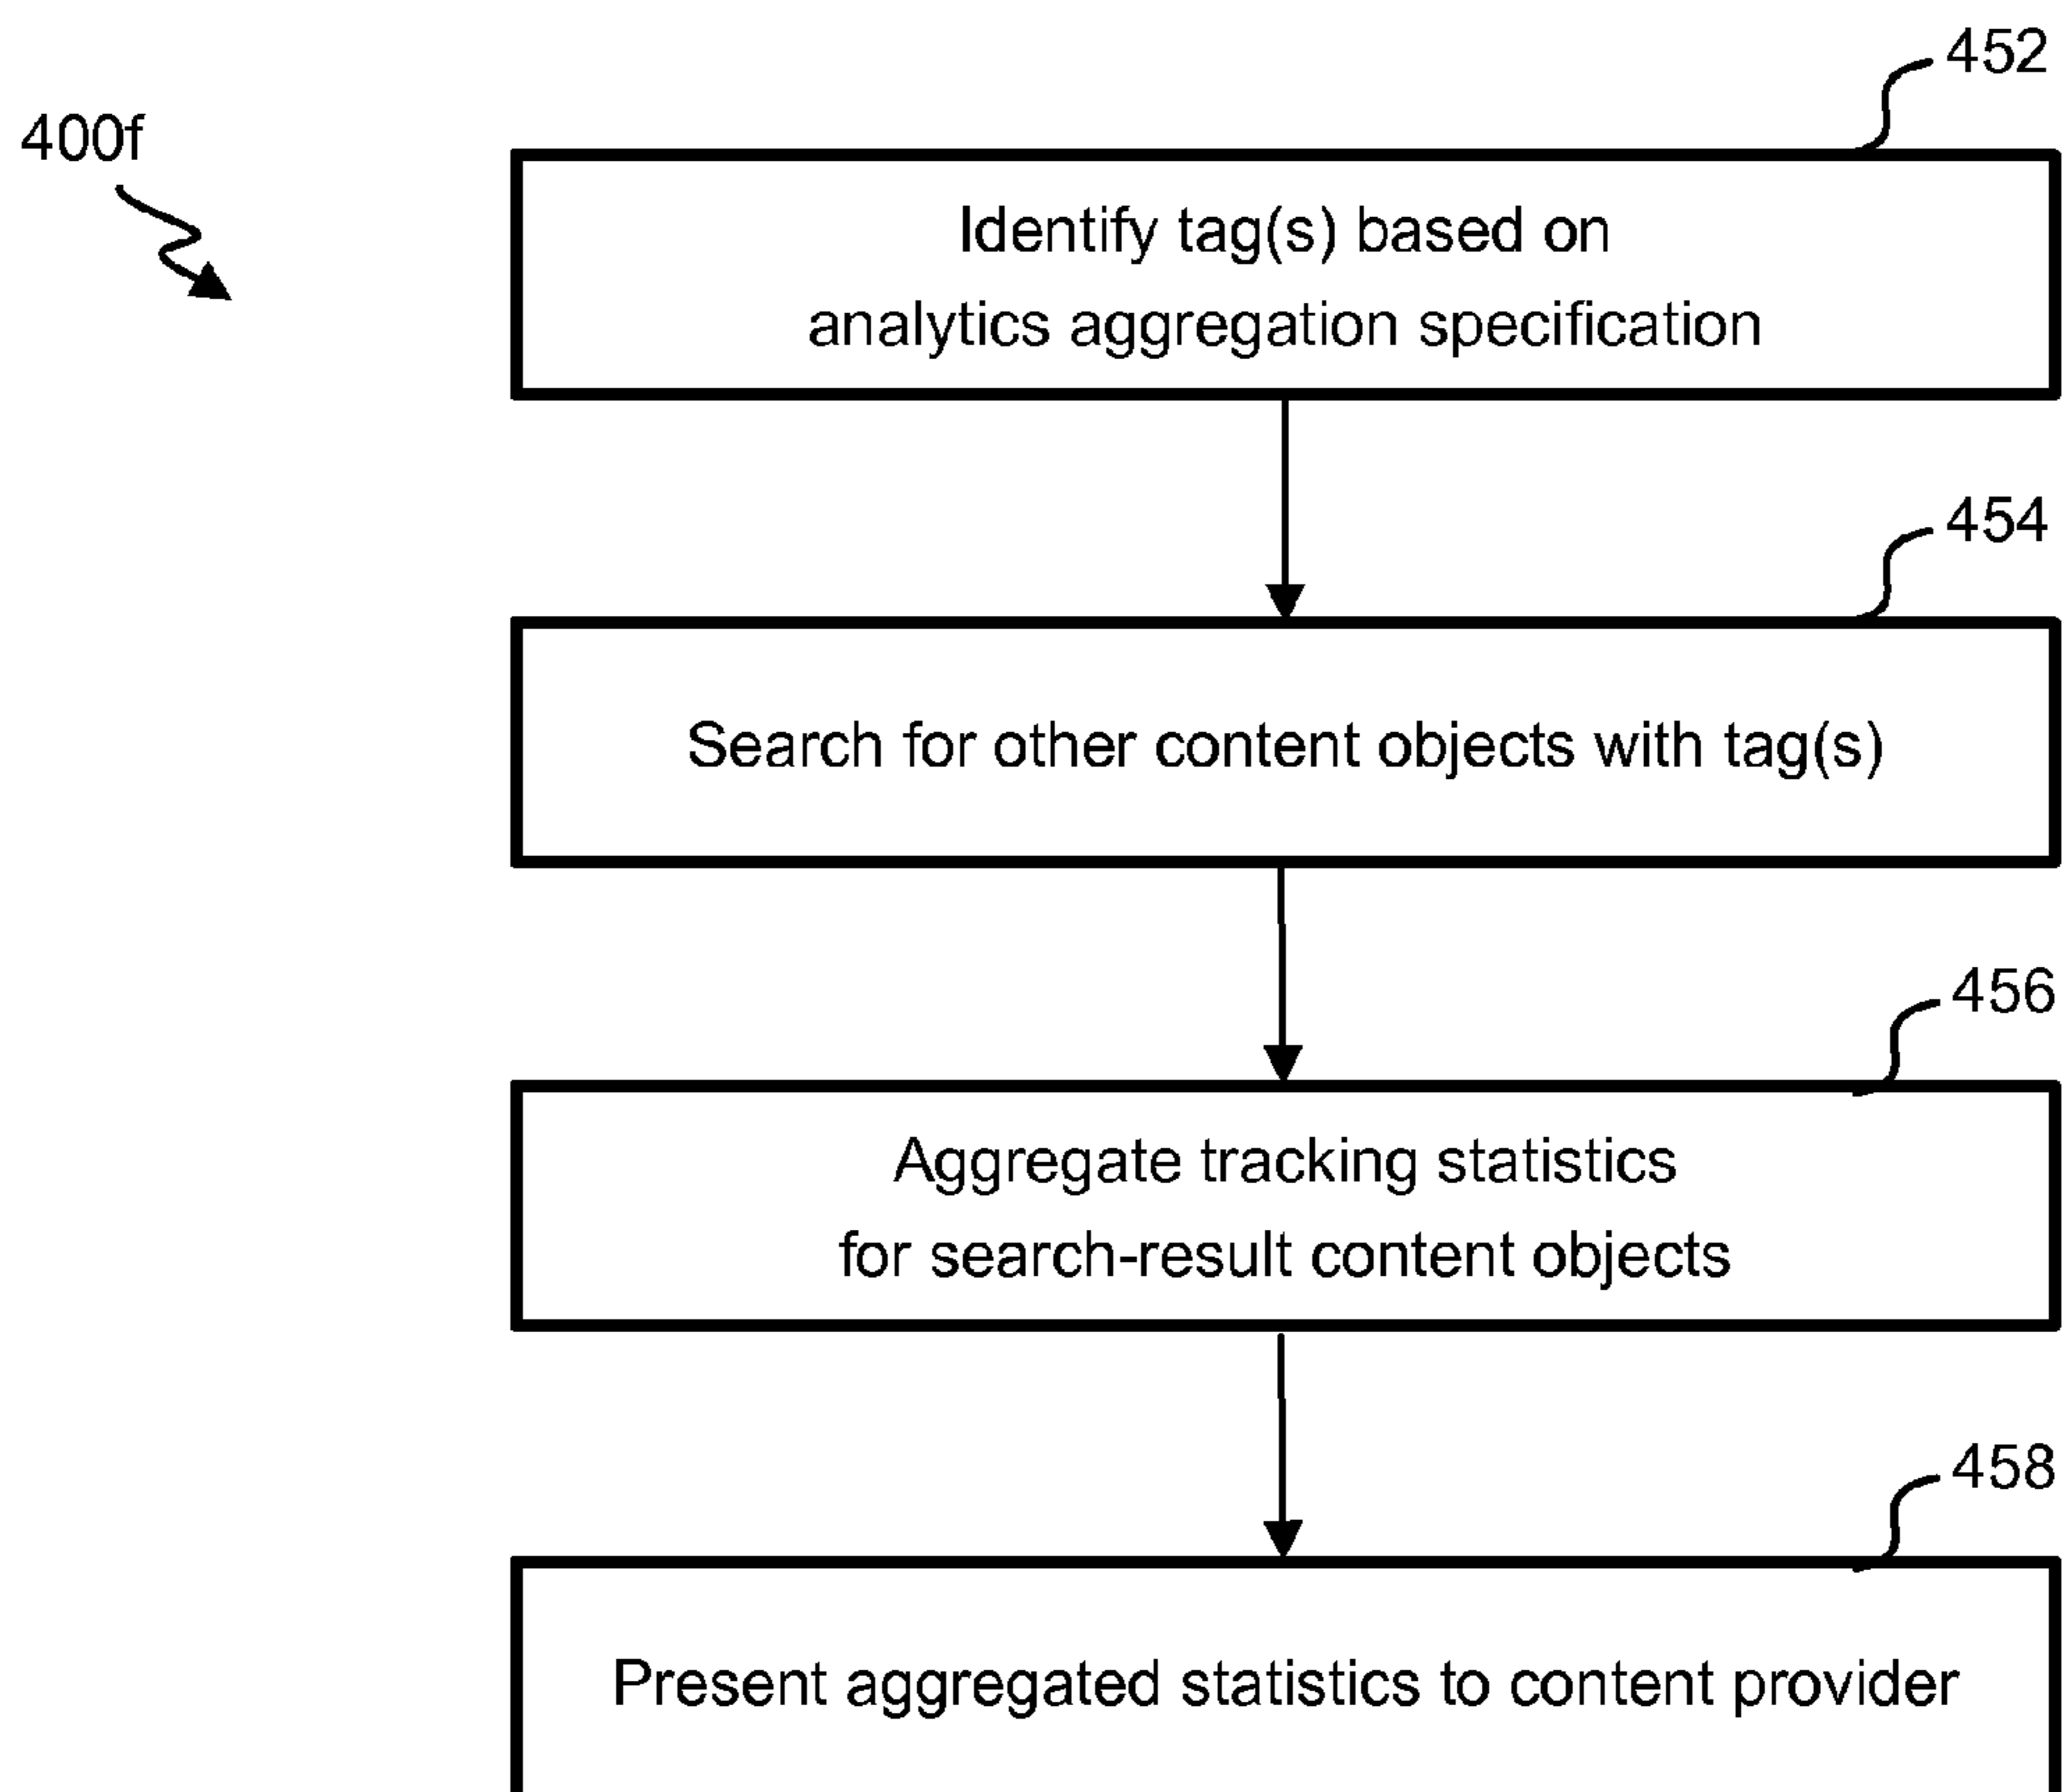 452
400f
Identify tag(s) based on
analytics aggregation specification
454
Search for other content objects with tag(s)
456
Aggregate tracking statistics
for search-result content objects
458
Present aggregated statistics to content provider